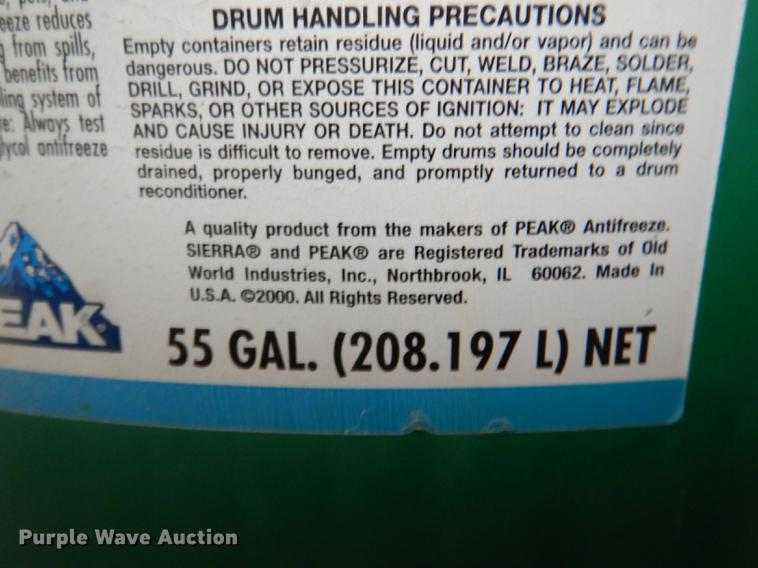 eeze reduces
from spills,
benefits from
ling system of
e: Always test
lycol antifreeze
DRUM HANDLING PRECAUTIONS
Empty containers retain residue (liquid and/or vapor) and can be
dangerous. DO NOT PRESSURIZE, CUT, WELD, BRAZE, SOLDER,
DRILL, GRIND, OR EXPOSE THIS CONTAINER TO HEAT, FLAME,
SPARKS, OR OTHER SOURCES OF IGNITION: IT MAY EXPLODE
AND CAUSE INJURY OR DEATH. Do not attempt to clean since
residue is difficult to remove. Empty drums should be completely
drained, properly bunged, and promptly returned to a drum
reconditioner.
A quality product from the makers of PEAK® Antifreeze.
SIERRA® and PEAK® are Registered Trademarks of Old
World Industries, Inc., Northbrook, IL 60062. Made In
U.S.A. ©2000. All Rights Reserved.
EAK
55 GAL. (208.197 L) NET
Purple Wave Auction